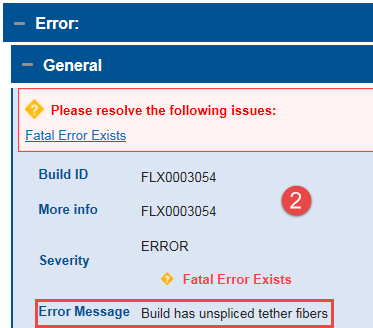 Error:
General
Please resolve the following issues:
Fatal Error Exists
Build ID FLX0003054
More info FLX0003054
2
Severity ERROR
Fatal Error Exists
Error Message Build has unspliced tether fibers